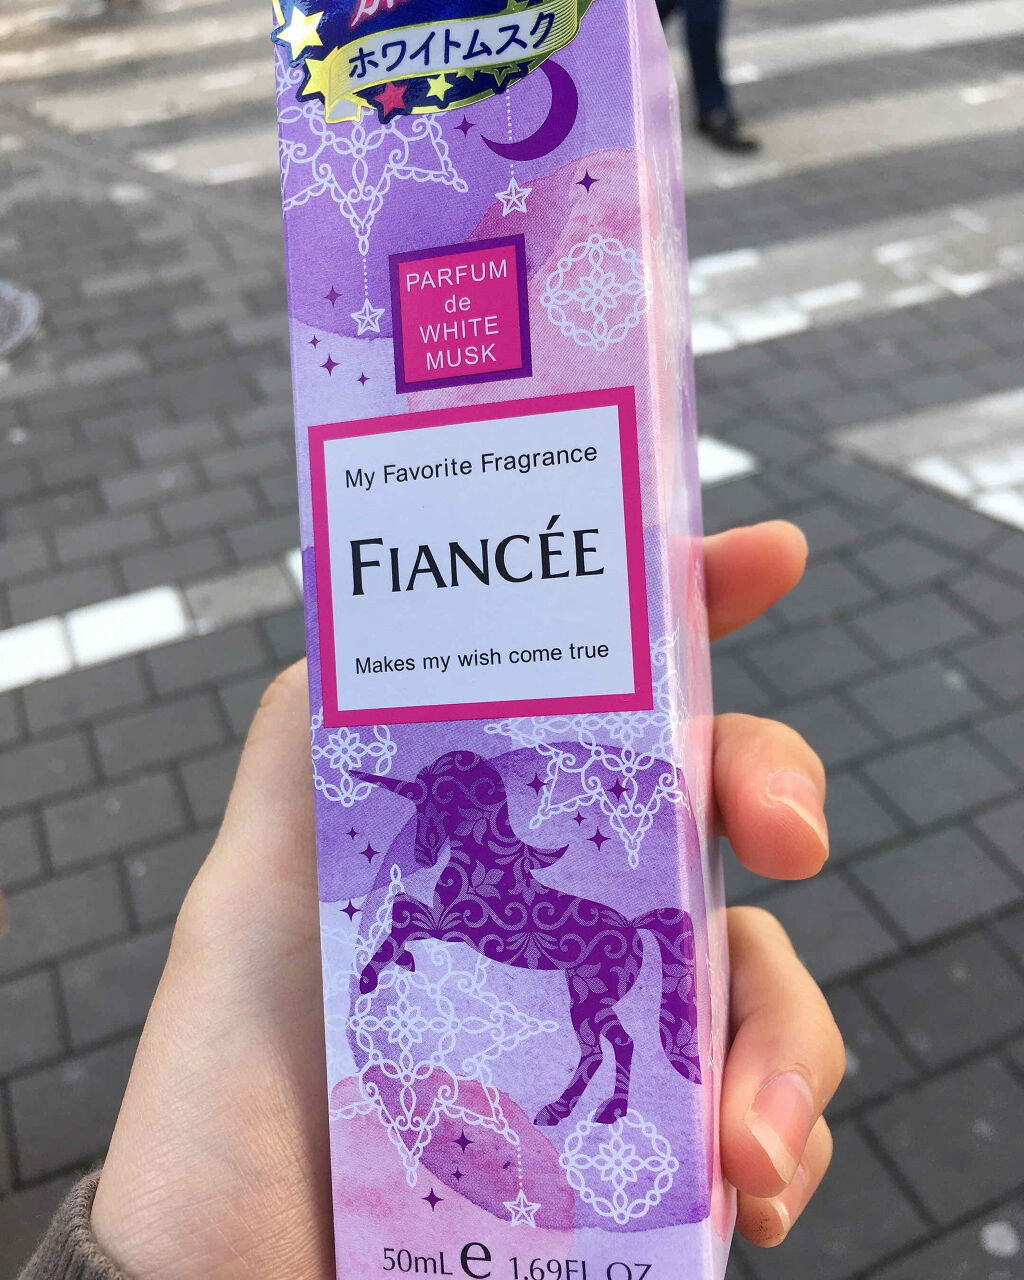 ホワイトムスク
PARFUM
de
WHITE
MUSK
My Favorite Fragrance
FIANCÉE
Makes my wish come true
50mL e 1.69FL OZ